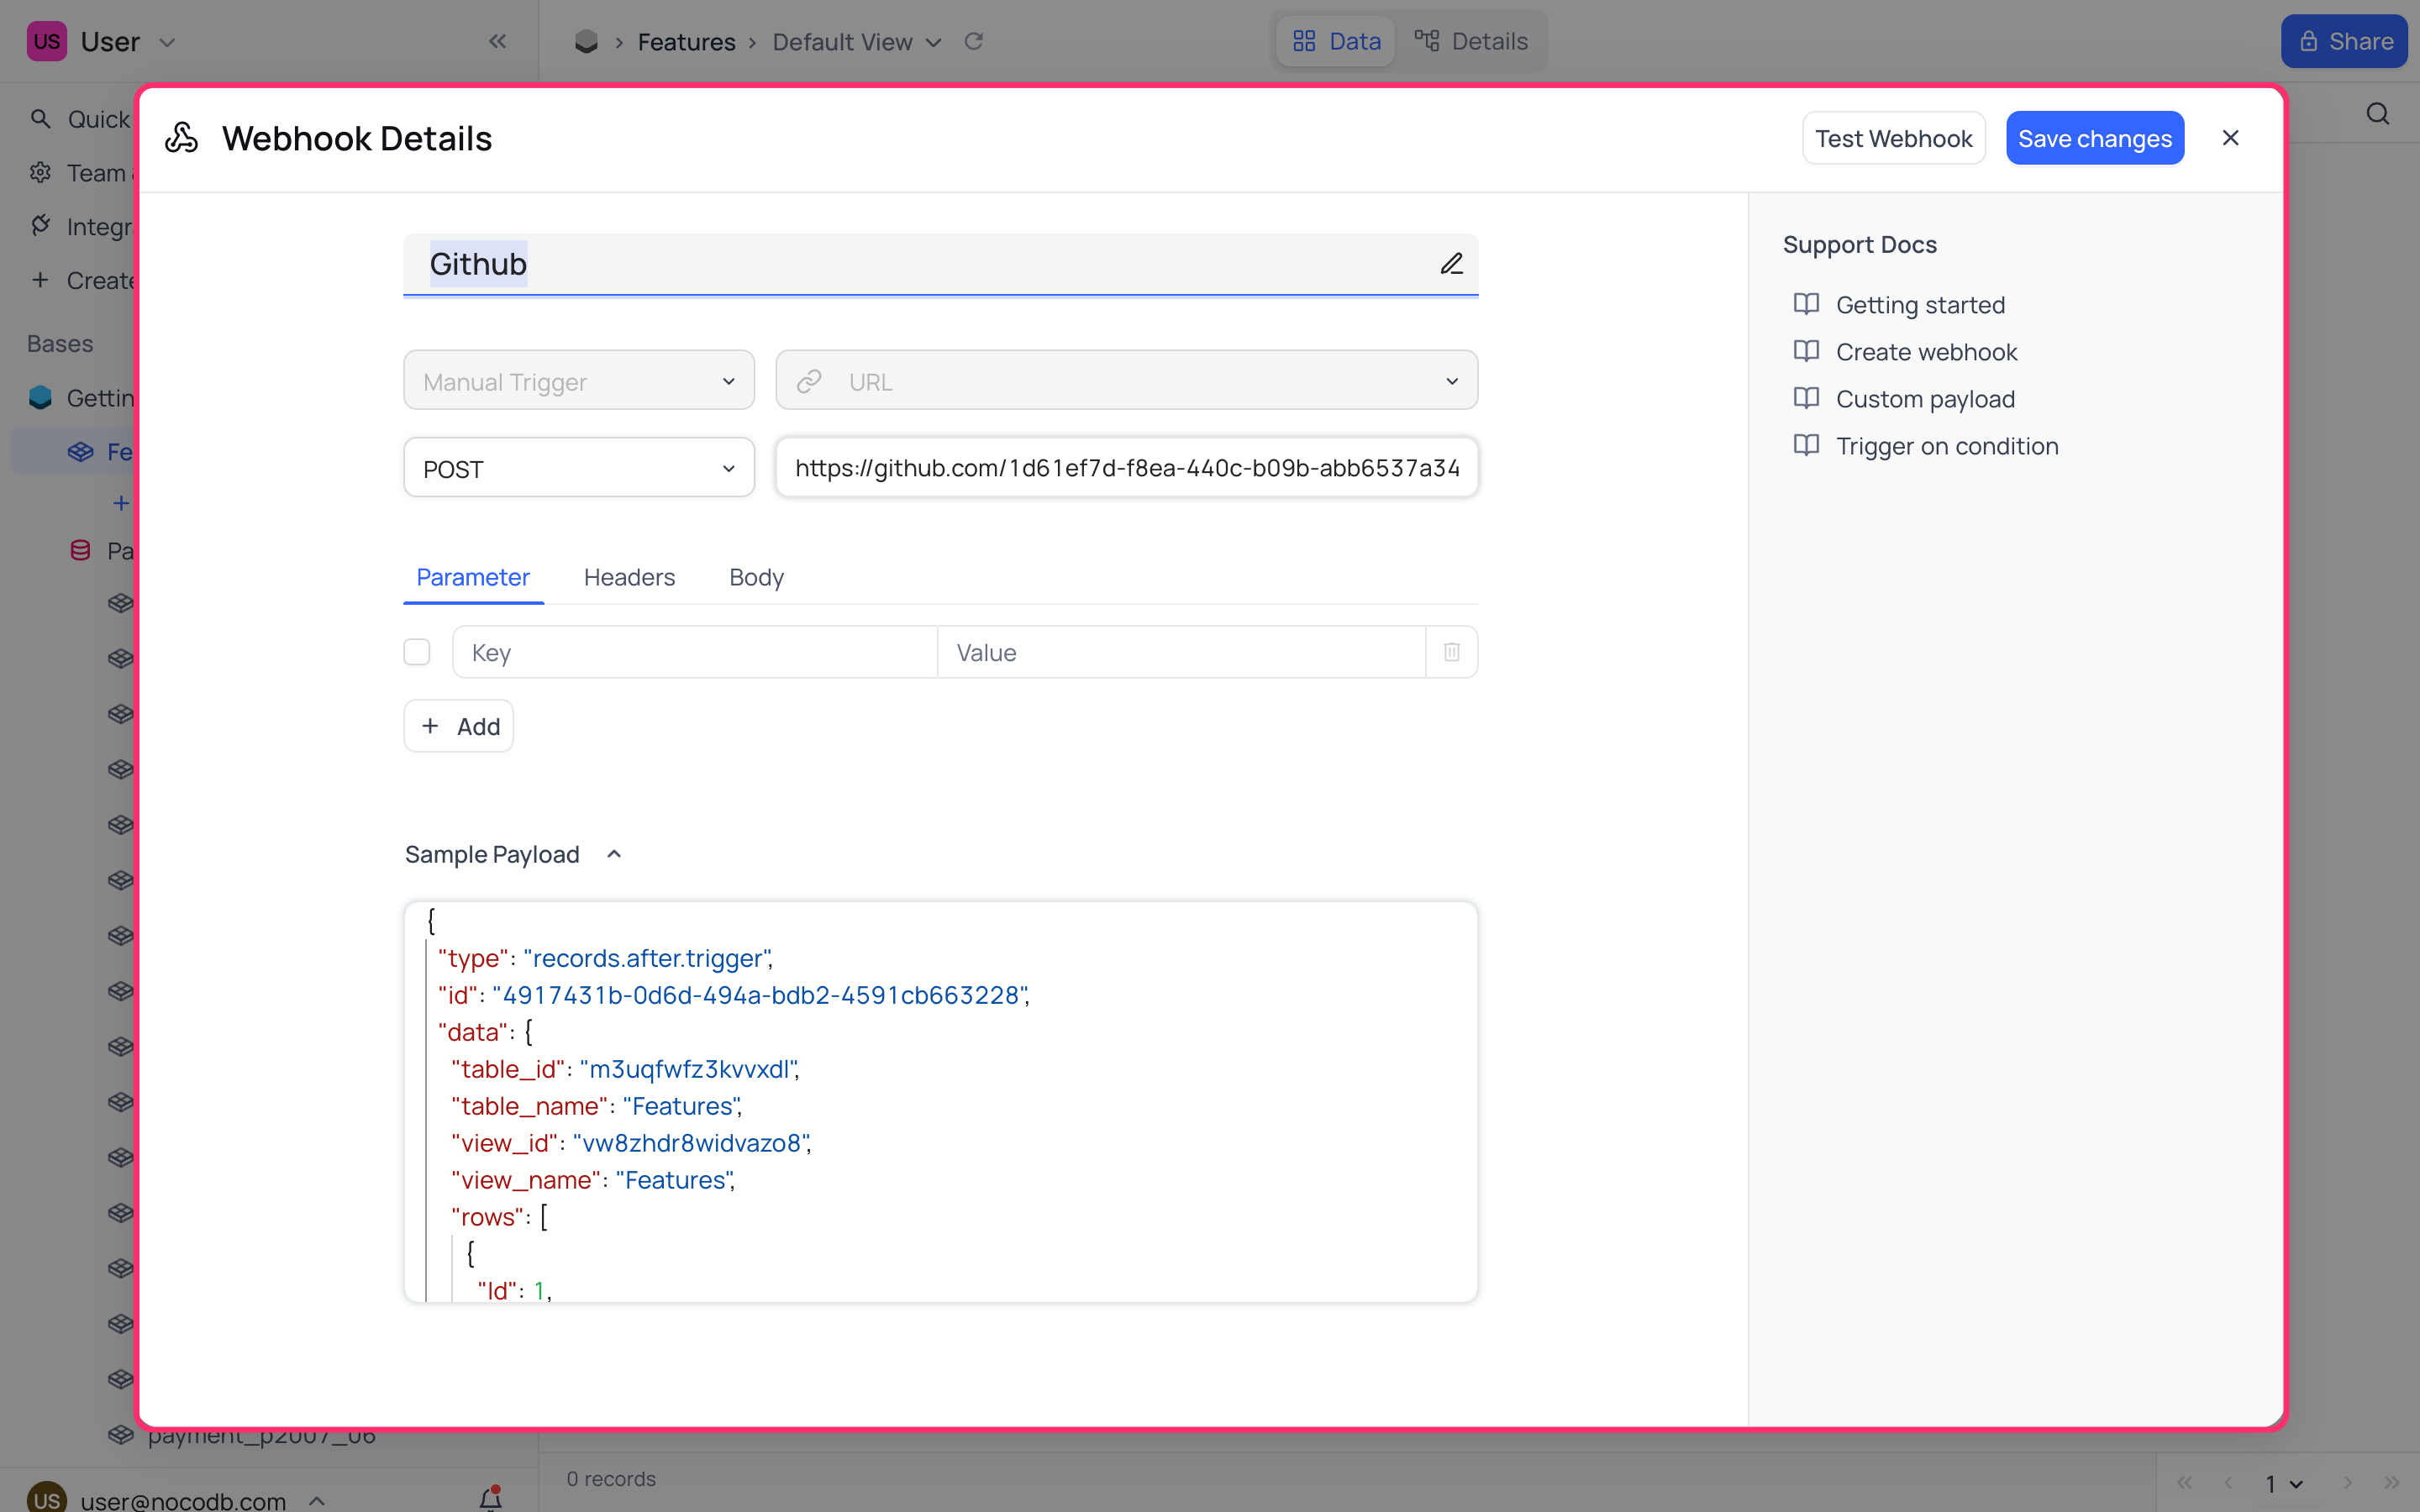 US User
Features Default View
Data Details
Share
Quick
Team
Integr
Create
Bases
Gettin
Fe
Pa
payment_p2007_06
US user@nocodb.com
0 records
1
Webhook Details
Test Webhook Save changes
Github
Manual Trigger URL
POST https://github.com/1d61ef7d-f8ea-440c-b09b-abb6537a34
Parameter Headers Body
Key Value
+ Add
Sample Payload
{
"type": "records.after.trigger",
"id": "4917431b-0d6d-494a-bdb2-4591cb663228",
"data": {
"table_id": "m3uqfwfz3kvvxdl",
"table_name": "Features",
"view_id": "vw8zhdr8widvazo8",
"view_name": "Features",
"rows": [
{
"Id": 1,
Support Docs
Getting started
Create webhook
Custom payload
Trigger on condition